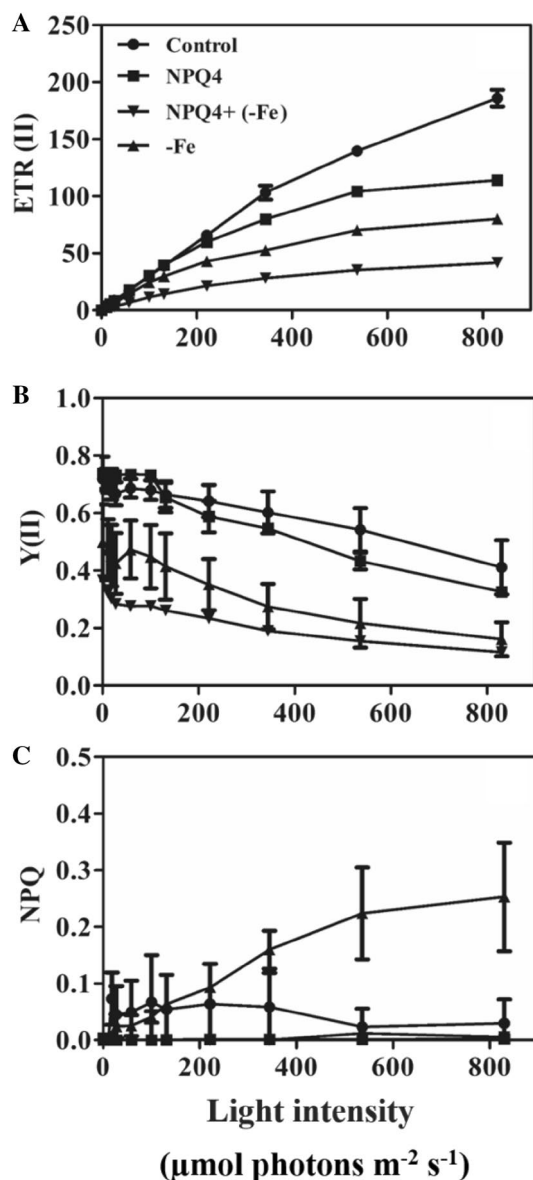 A
250
200
150
100
50
0
ETR (II)
Control
NPQ4
NPQ4+ (-Fe)
-Fe
0 200 400 600 800
B
1.0
0.8
0.6
0.4
0.2
0.0
Y(II)
0 200 400 600 800
C
0.5
0.4
0.3
0.2
0.1
0.0
NPQ
0 200 400 600 800
Light intensity
(µmol photons m⁻² s⁻¹)